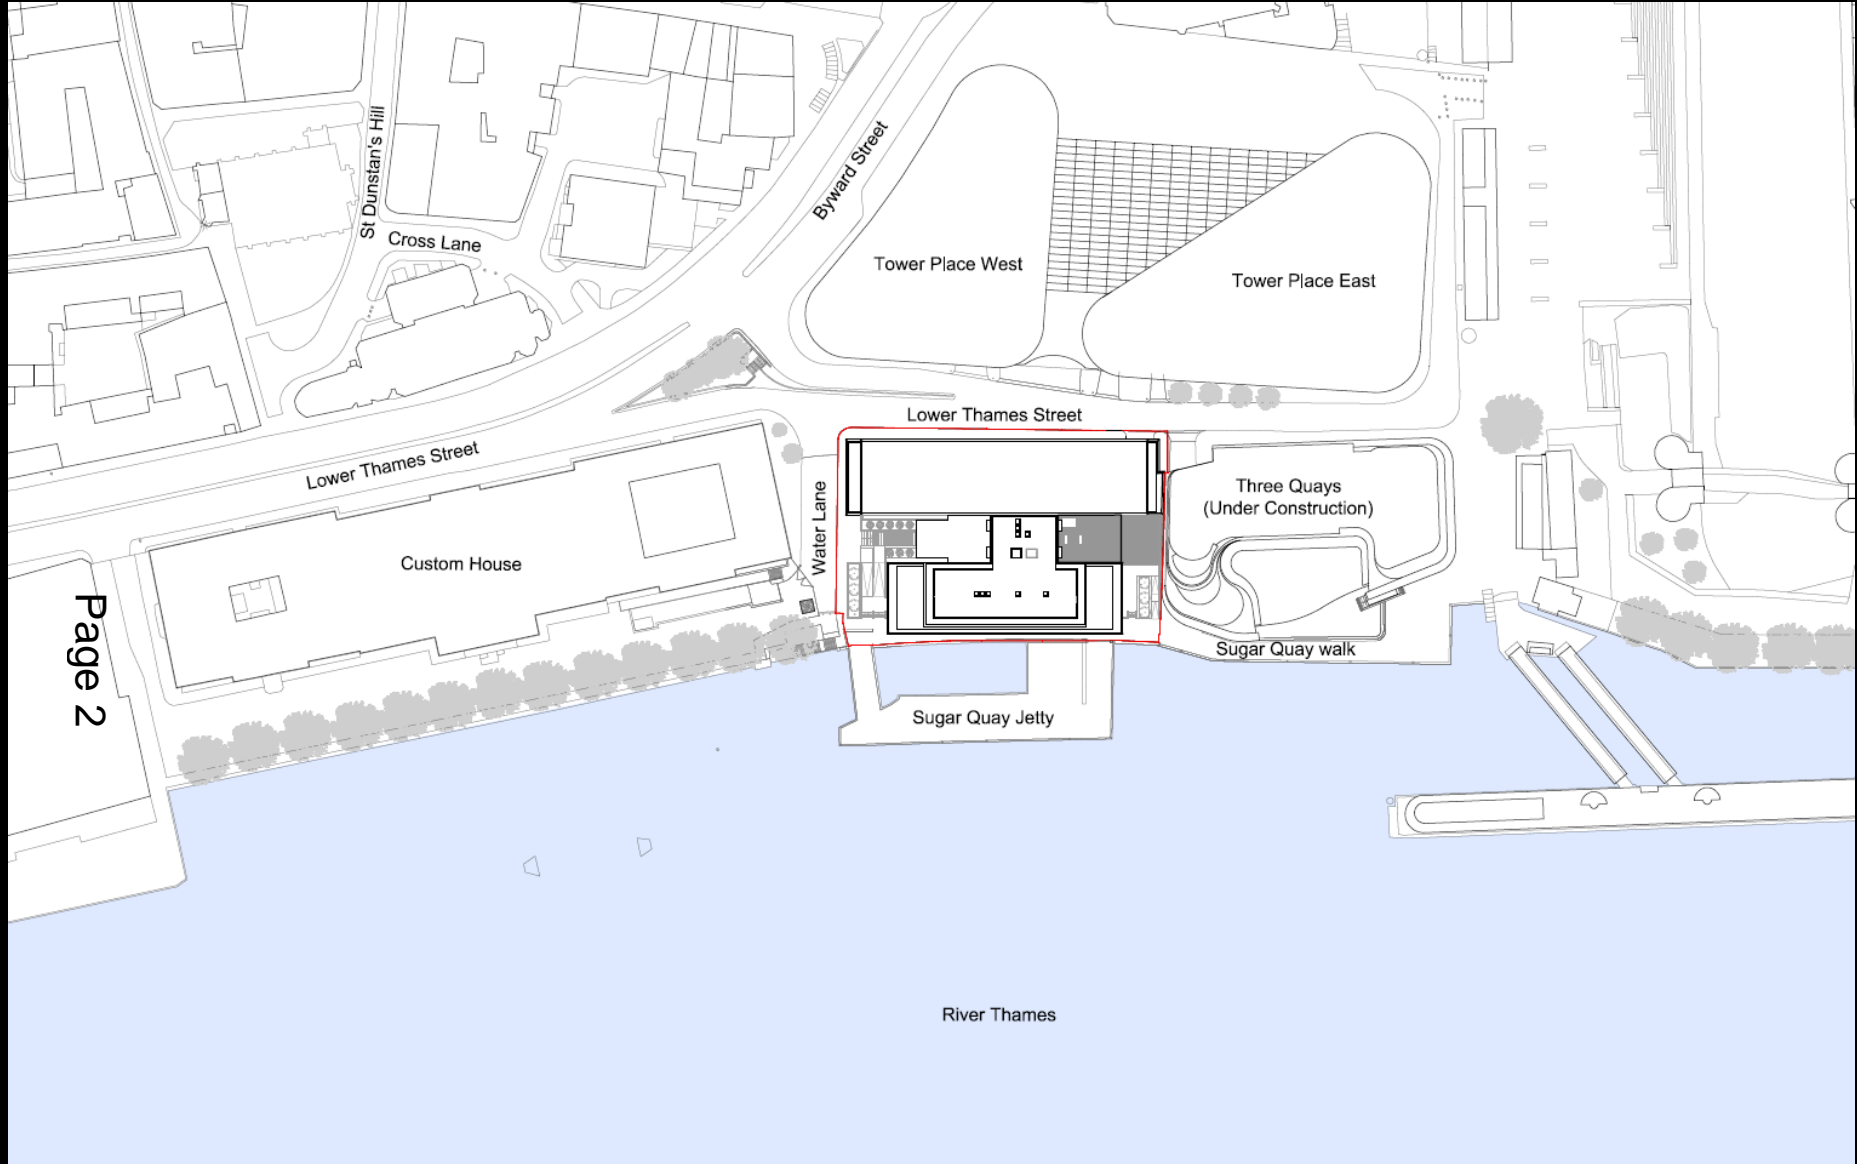 St Dunstan's Hill
Cross Lane
Byward Street
Tower Place West
Tower Place East
Lower Thames Street
Lower Thames Street
Water Lane
Three Quays
(Under Construction)
Custom House
Sugar Quay walk
Sugar Quay Jetty
Page 2
River Thames